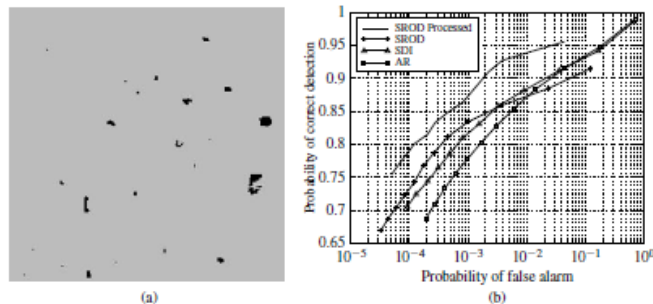 SROD Processed
SROD
SDI
AR
Probability of correct detection
1
0.95
0.9
0.85
0.8
0.75
0.7
0.65
10⁻⁵ 10⁻⁴ 10⁻³ 10⁻² 10⁻¹ 10⁰
Probability of false alarm
(a) (b)